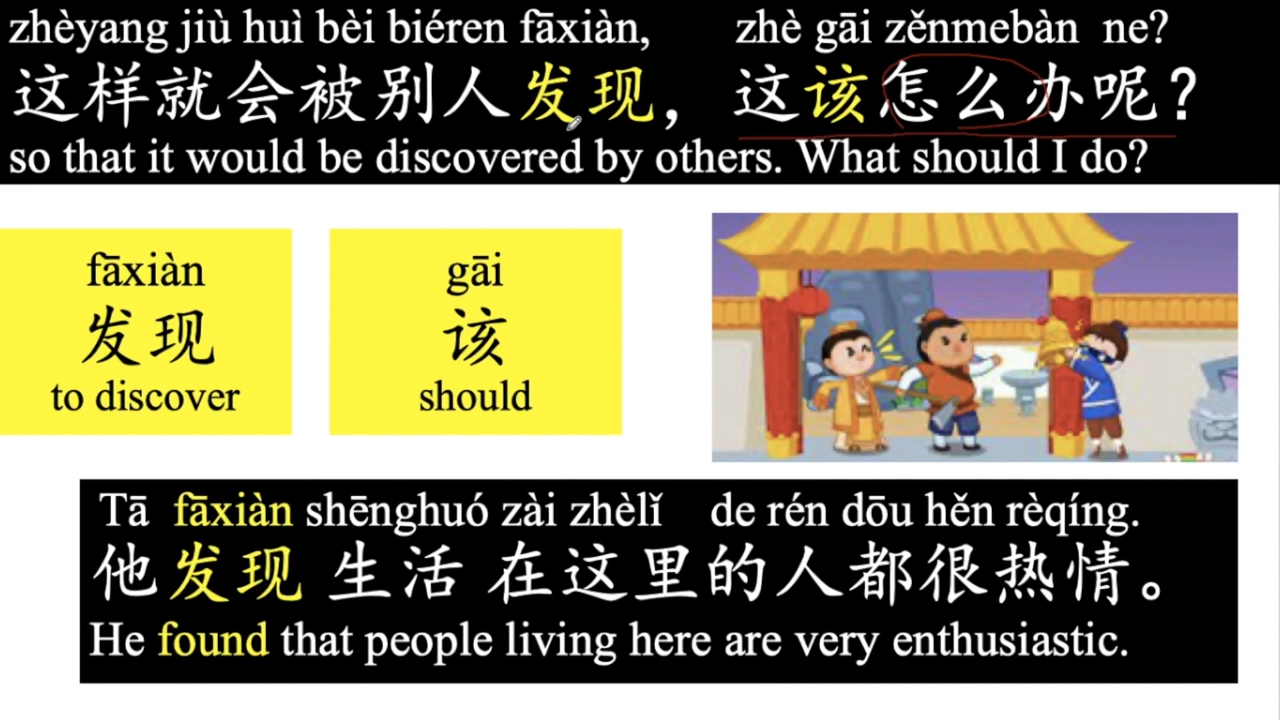 zhèyang jiù huì bèi biéren fāxiàn, zhè gāi zěnmebàn ne?
这样就会被别人发现，这该怎么办呢？
so that it would be discovered by others. What should I do?
fāxiàn
发现
to discover
gāi
该
should
Tā fāxiàn shēnghuó zài zhèlǐ de rén dōu hěn rèqíng.
他发现 生活 在这里的人都很热情。
He found that people living here are very enthusiastic.